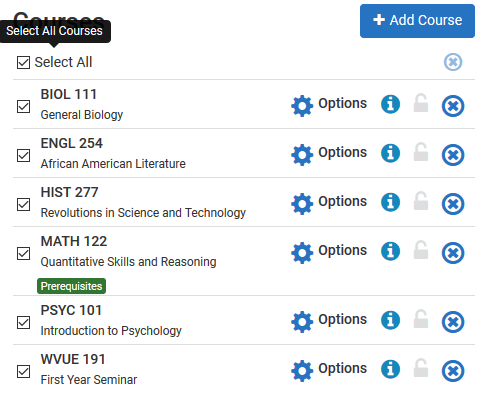 Courses
Select All Courses
+ Add Course
Select All
BIOL 111
General Biology
Options
ENGL 254
African American Literature
Options
HIST 277
Revolutions in Science and Technology
Options
MATH 122
Quantitative Skills and Reasoning
Prerequisites
Options
PSYC 101
Introduction to Psychology
Options
WVUE 191
First Year Seminar
Options